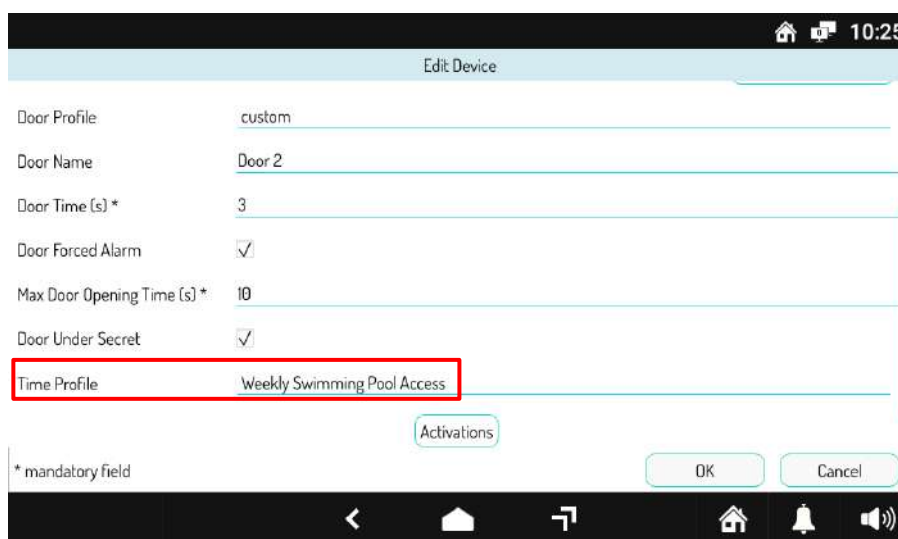 10:25
Edit Device
Door Profile custom
Door Name Door 2
Door Time (s) * 3
Door Forced Alarm
Max Door Opening Time (s) * 10
Door Under Secret
Time Profile Weekly Swimming Pool Access
Activations
* mandatory field OK Cancel